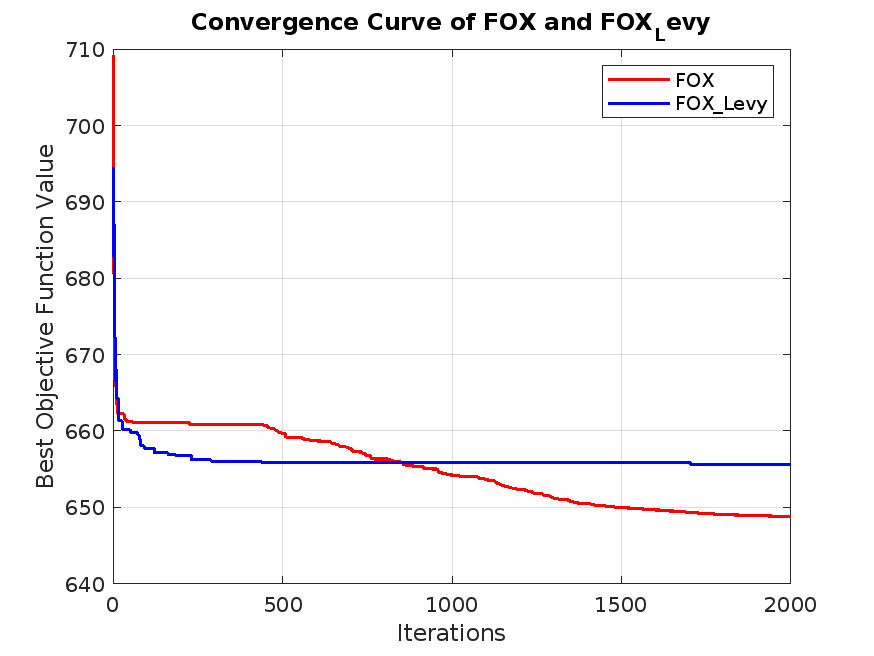 Convergence Curve of FOX and FOX_Levy
710
700
690
680
670
660
650
640
Best Objective Function Value
FOX
FOX_Levy
0 500 1000 1500 2000
Iterations